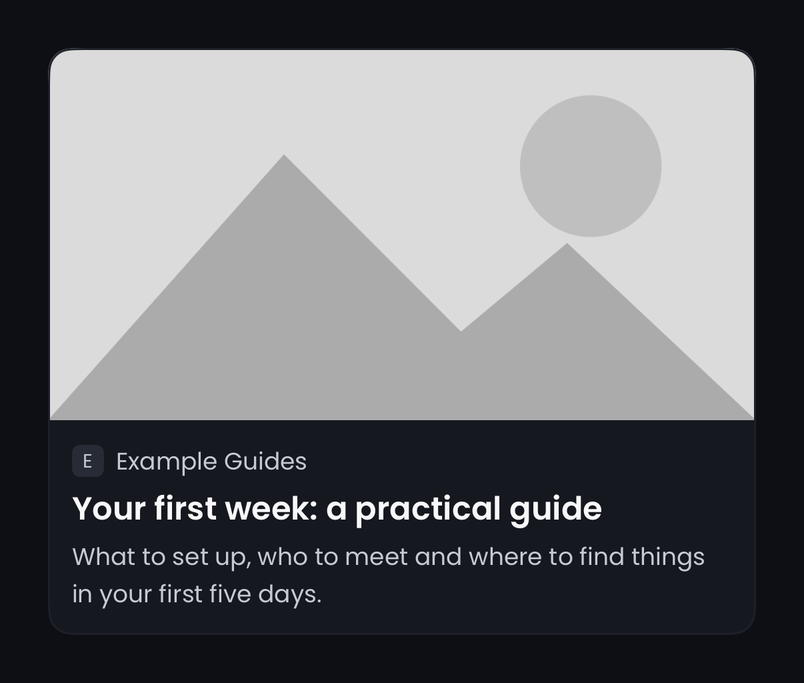 E Example Guides
Your first week: a practical guide
What to set up, who to meet and where to find things
in your first five days.